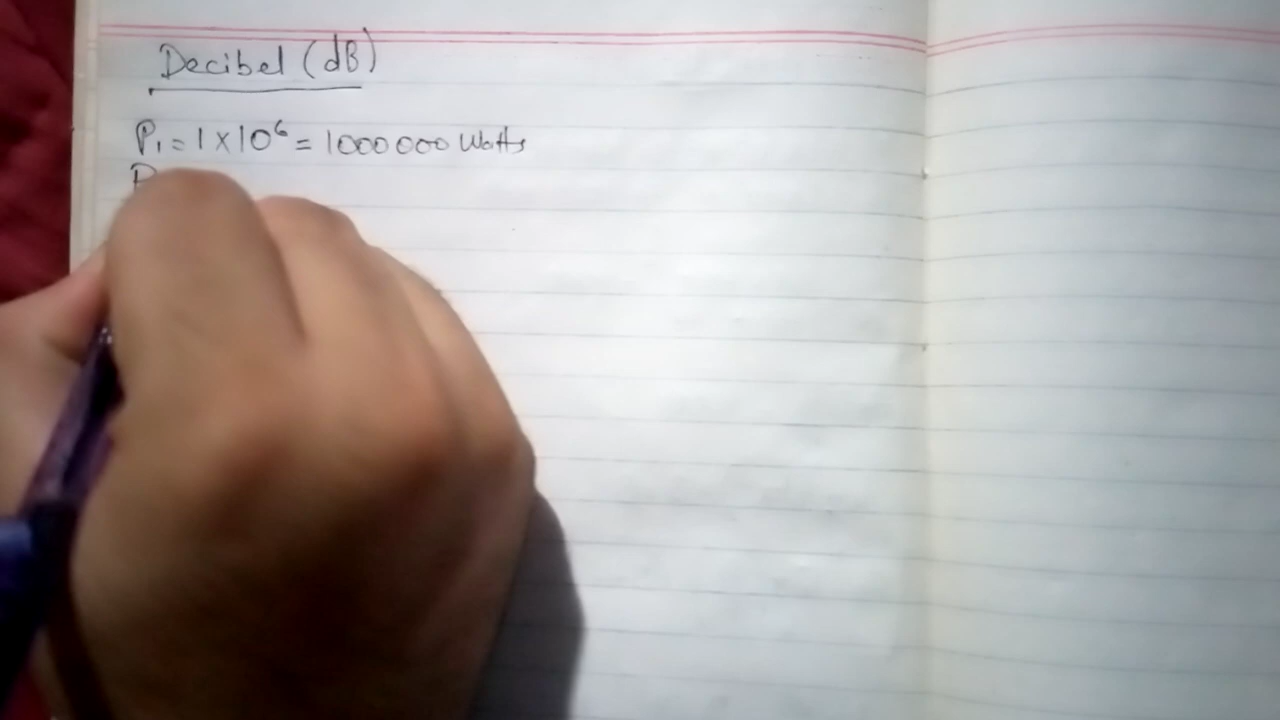 Decibel (dB)
P₁ = 1 × 10⁶ = 1000000 Watts
P